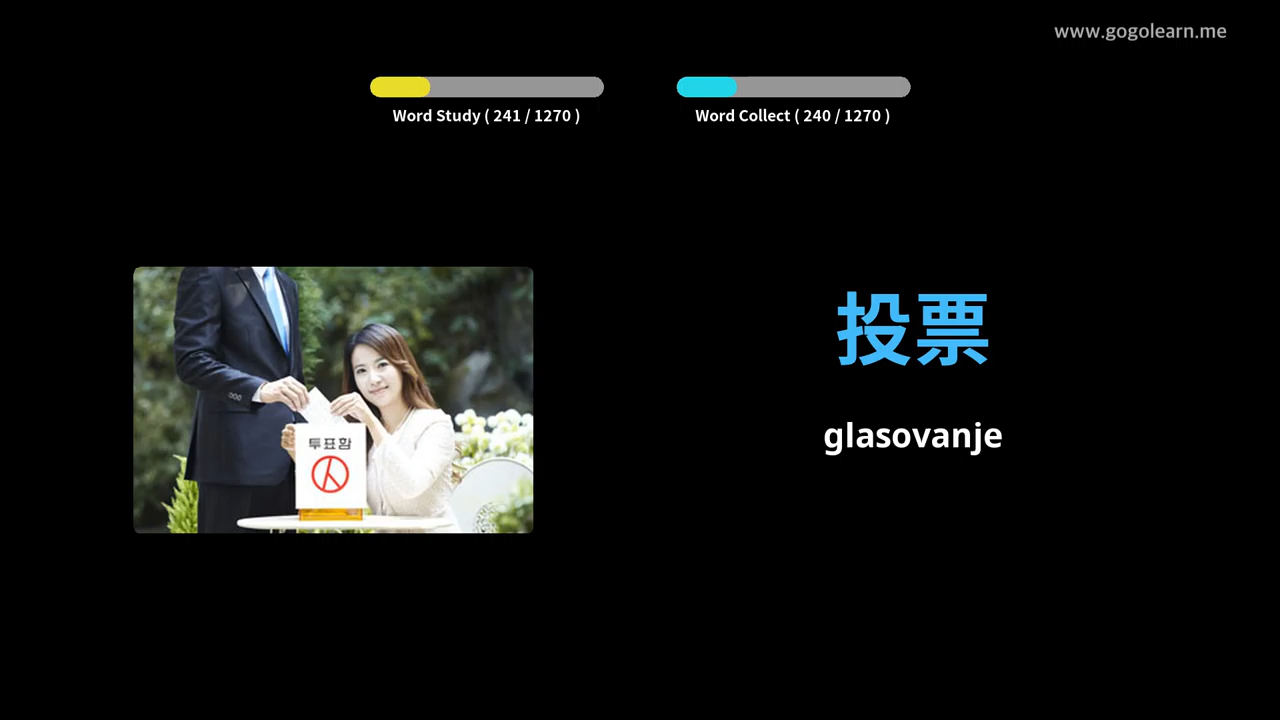 www.gogolearn.me
Word Study ( 241 / 1270 )
Word Collect ( 240 / 1270 )
投票
glasovanje
투표함